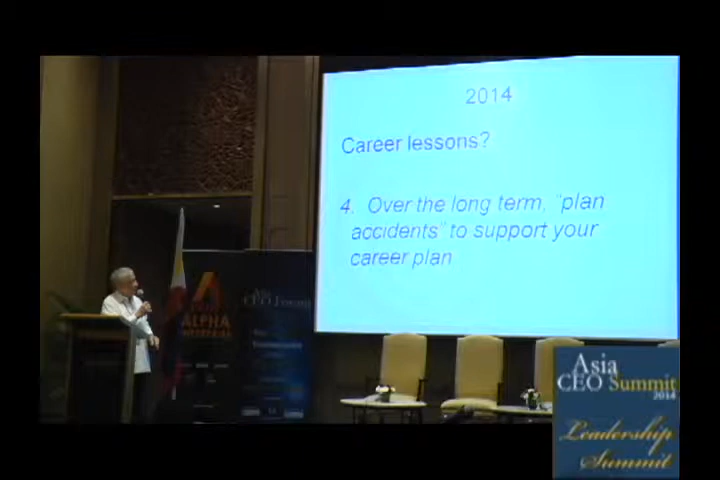 2014
Career lessons?
4. Over the long term, "plan
accidents" to support your
career plan
ALPHA
Asia
CEO Forum
Asia
CEO Summit
2014
Leadership
Summit